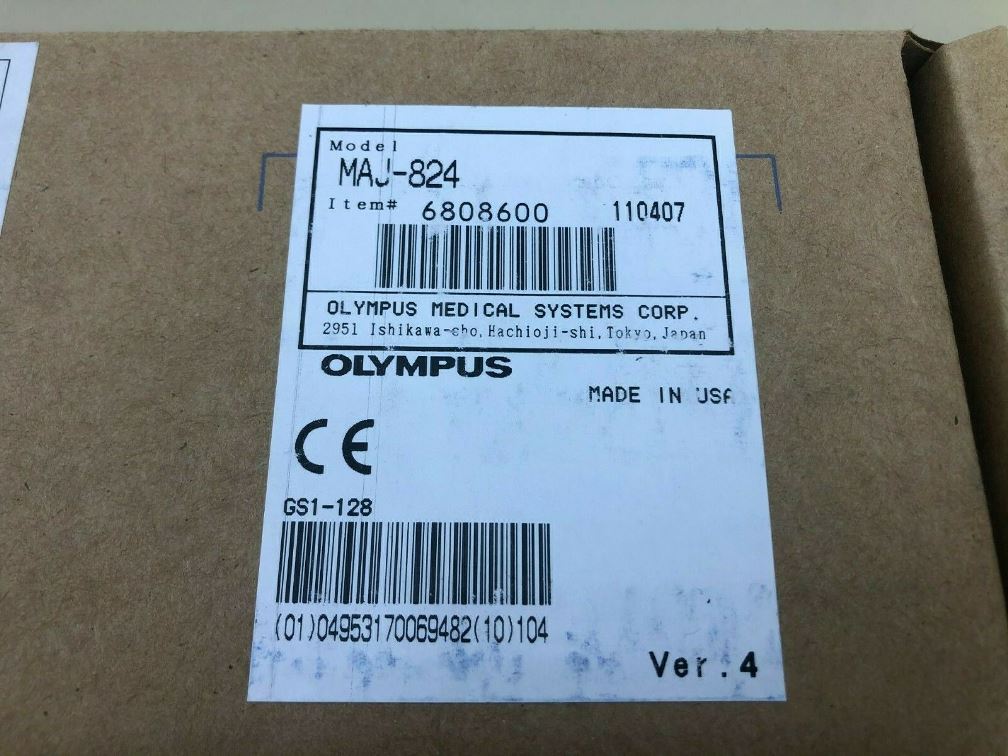 Model
MAJ-824
Item# 6808600 110407
OLYMPUS MEDICAL SYSTEMS CORP.
2951 Ishikawa-cho, Hachioji-shi, Tokyo, Japan
OLYMPUS
MADE IN USA
CE
GS1-128
(01)04953170069482(10)104
Ver.4